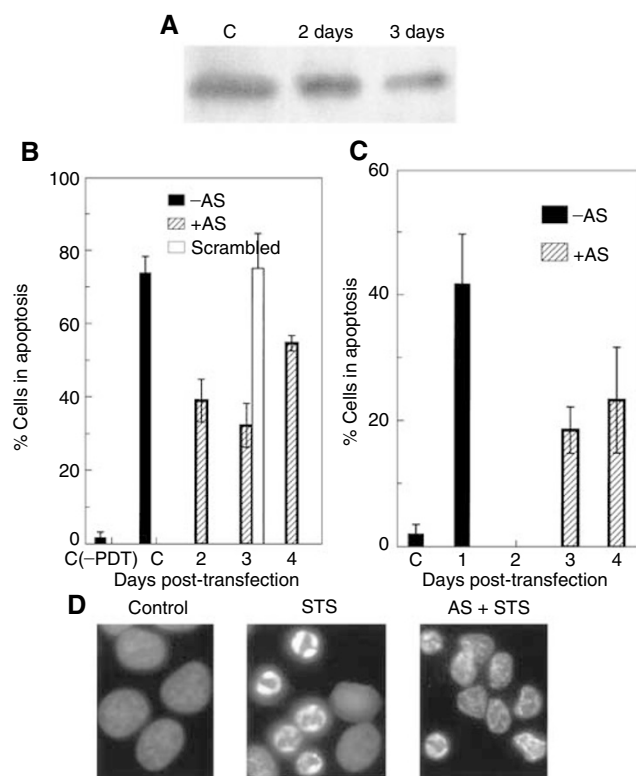 A
C 2 days 3 days
B
100
80
60
40
20
0
% Cells in apoptosis
–AS
+AS
Scrambled
C(–PDT) C 2 3 4
Days post-transfection
C
60
40
20
0
% Cells in apoptosis
–AS
+AS
C 1 2 3 4
Days post-transfection
D
Control STS AS + STS